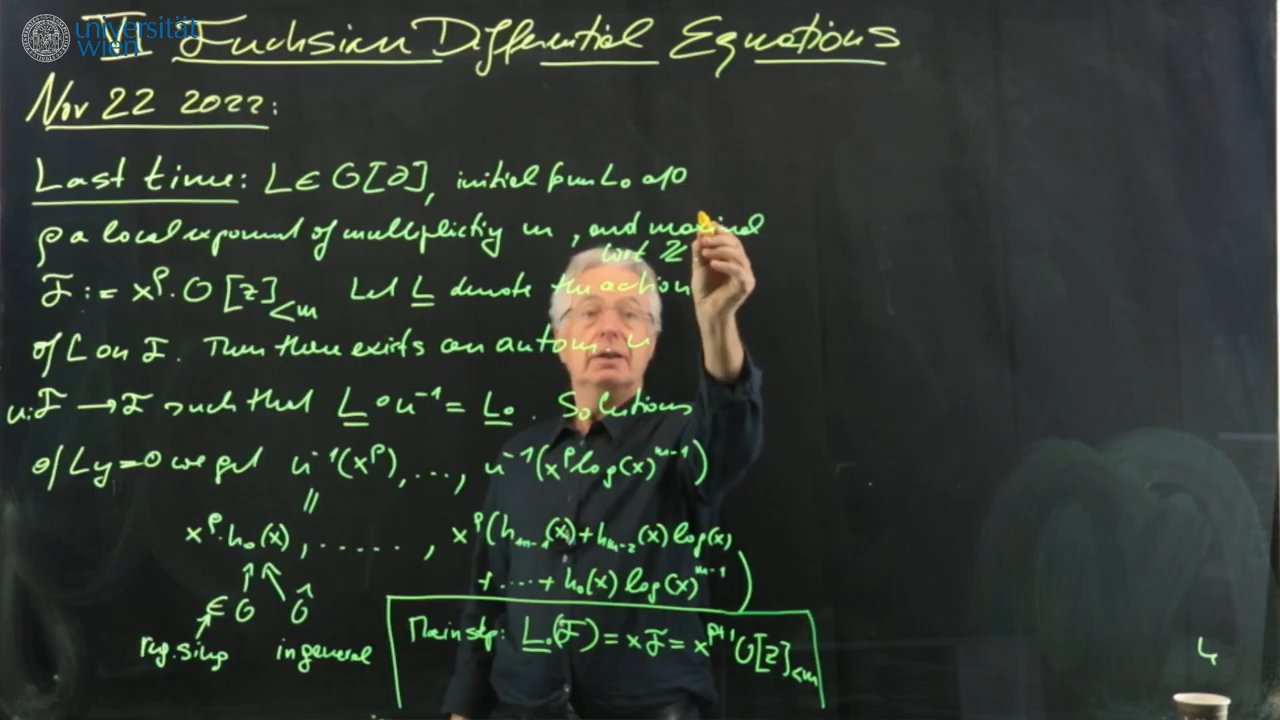 universität wien
II Fuchsian Differential Equations
Nov 22 2022:
Last time: L ∈ O[∂], initial form L₀ at 0
ρ a local exponent of multiplicity m, and maximal
wrt ℤ
F := x^ρ · O[z]_{<m} Let L denote the action
of L on F. Then there exists an autom. u
u: F → F such that L ∘ u⁻¹ = L₀. Solutions
of Ly=0 we get u⁻¹(x^ρ), ..., u⁻¹(x^ρ log(x)^{m-1})
||
x^ρ · h₀(x), ......, x^ρ(h_{m-1}(x) + h_{m-2}(x) log(x)
+ ... + h₀(x) log(x)^{m-1})
∈ O Ô
reg. sing in general
Main step: L₀(F) = xF = x^{ρ+1} O[z]_{<m}
4